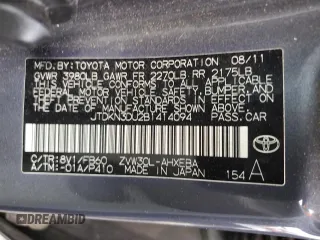 MFD. BY: TOYOTA MOTOR CORPORATION 08/11
GVWR 3980LB GAWR FR 2270LB RR 2175LB
THIS VEHICLE CONFORMS TO ALL APPLICABLE
FEDERAL MOTOR VEHICLE SAFETY, BUMPER, AND
THEFT PREVENTION STANDARDS IN EFFECT ON
THE DATE OF MANUFACTURE SHOWN ABOVE.
JTDKN3DU2B1414094 PASS.CAR
C/TR: 8V1/FB60 ZVW30L-AHXEBA
A/TM: -01A/P410 MADE IN JAPAN 154 A
TOYOTA
DREAMBID